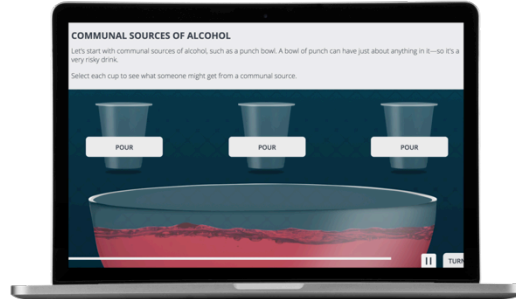 COMMUNAL SOURCES OF ALCOHOL
Let's start with communal sources of alcohol, such as a punch bowl. A bowl of punch can have just about anything in it—so it's a
very risky drink.
Select each cup to see what someone might get from a communal source.
POUR
POUR
POUR
TURN